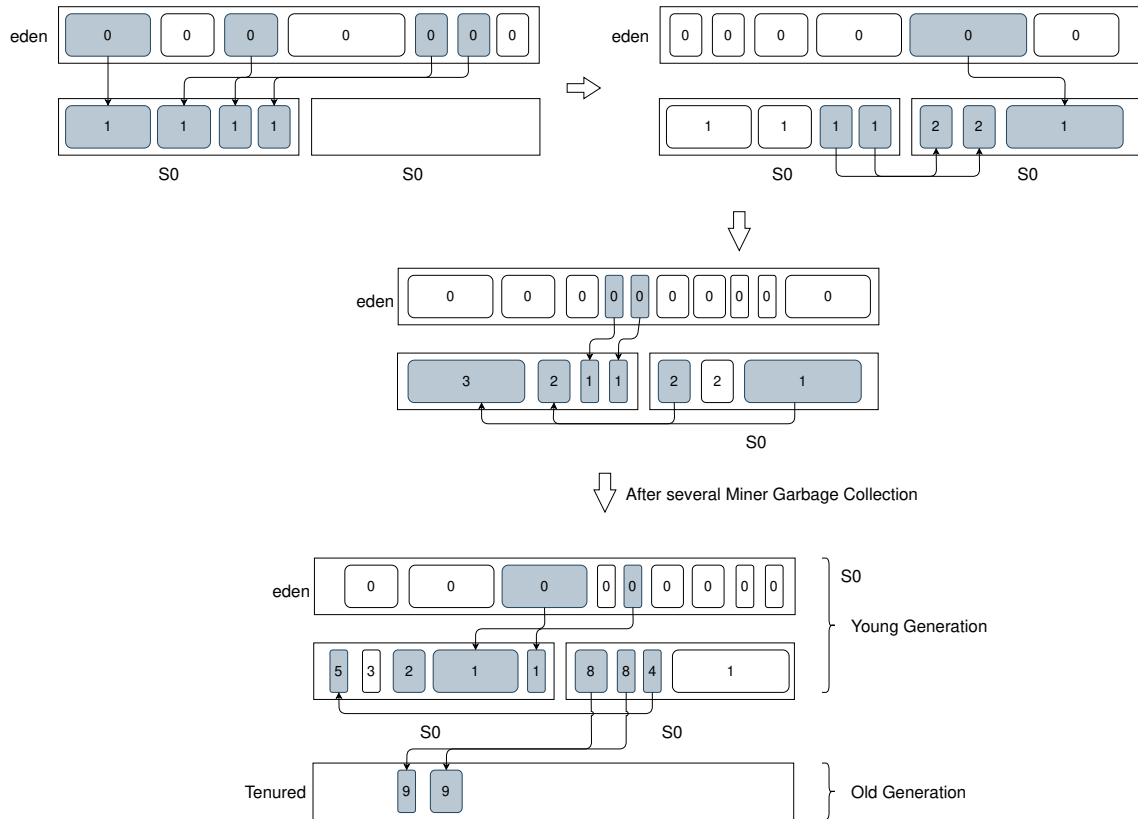 eden 0 0 0 0 0 0 0
1 1 1 1
S0 S0
eden 0 0 0 0 0 0
1 1 1 1 2 2 1
S0 S0
eden 0 0 0 0 0 0 0 0 0 0
3 2 1 1 2 2 1
S0
After several Miner Garbage Collection
eden 0 0 0 0 0 0 0 0 0
S0
Young Generation
5 3 2 1 1 8 8 4 1
S0 S0
Tenured 9 9
Old Generation